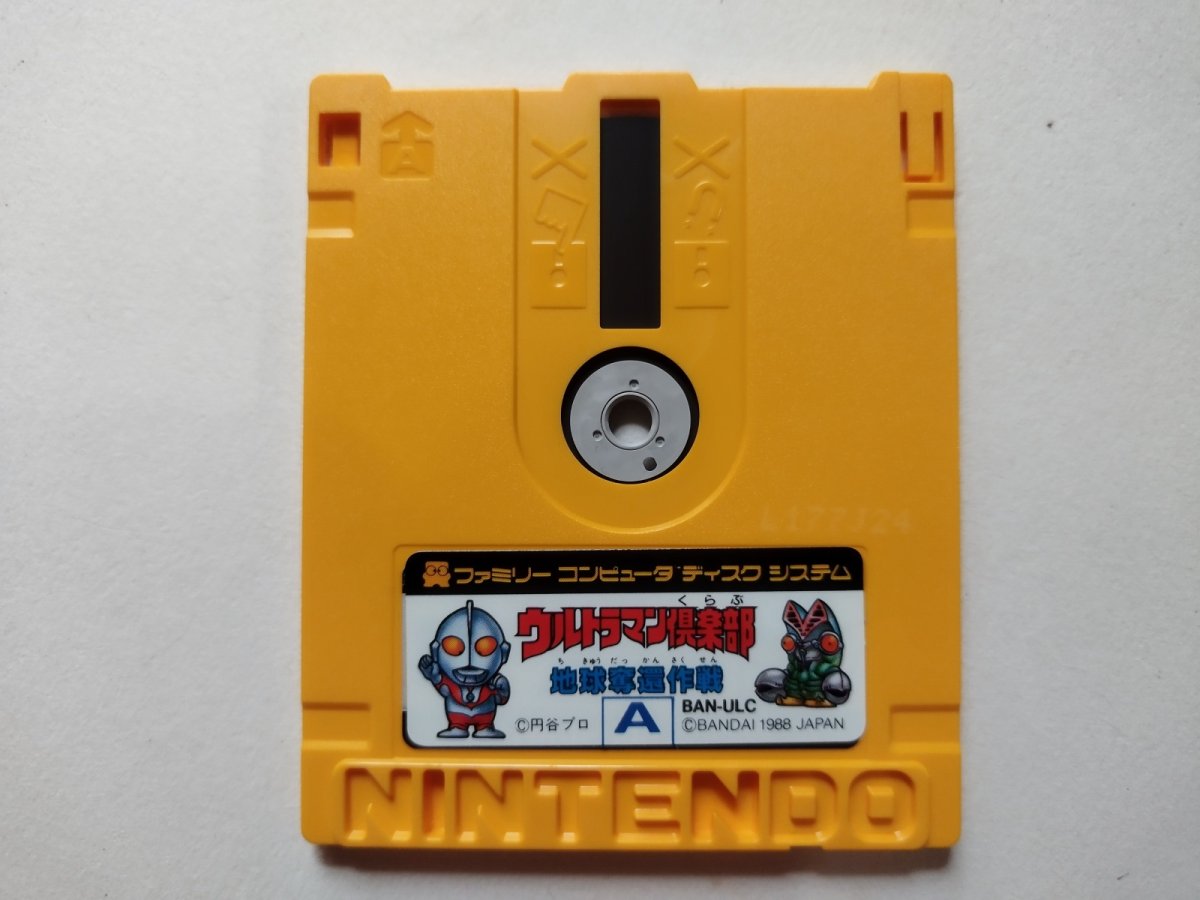 A
L177J24
ファミリー コンピュータ ディスク システム
くらぶ
ウルトラマン倶楽部
ち きゅう だっ かん さく せん
地球奪還作戦
©円谷プロ
A
BAN-ULC
©BANDAI 1988 JAPAN
NINTENDO